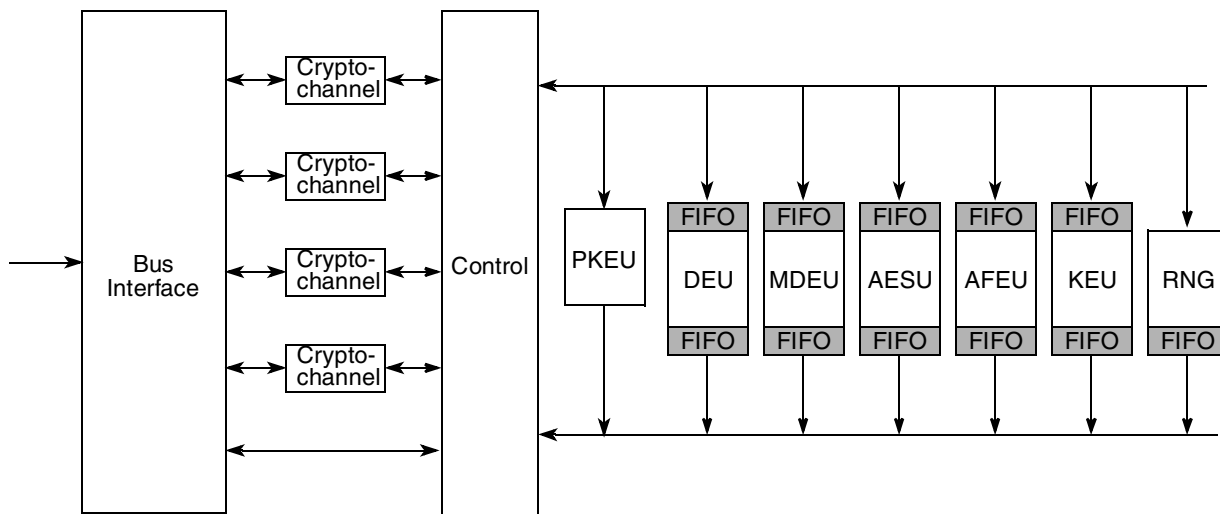 Crypto-
channel
Crypto-
channel
Crypto-
channel
Crypto-
channel
Bus
Interface
Control
PKEU
FIFO
DEU
FIFO
FIFO
MDEU
FIFO
FIFO
AESU
FIFO
FIFO
AFEU
FIFO
FIFO
KEU
FIFO
RNG
FIFO